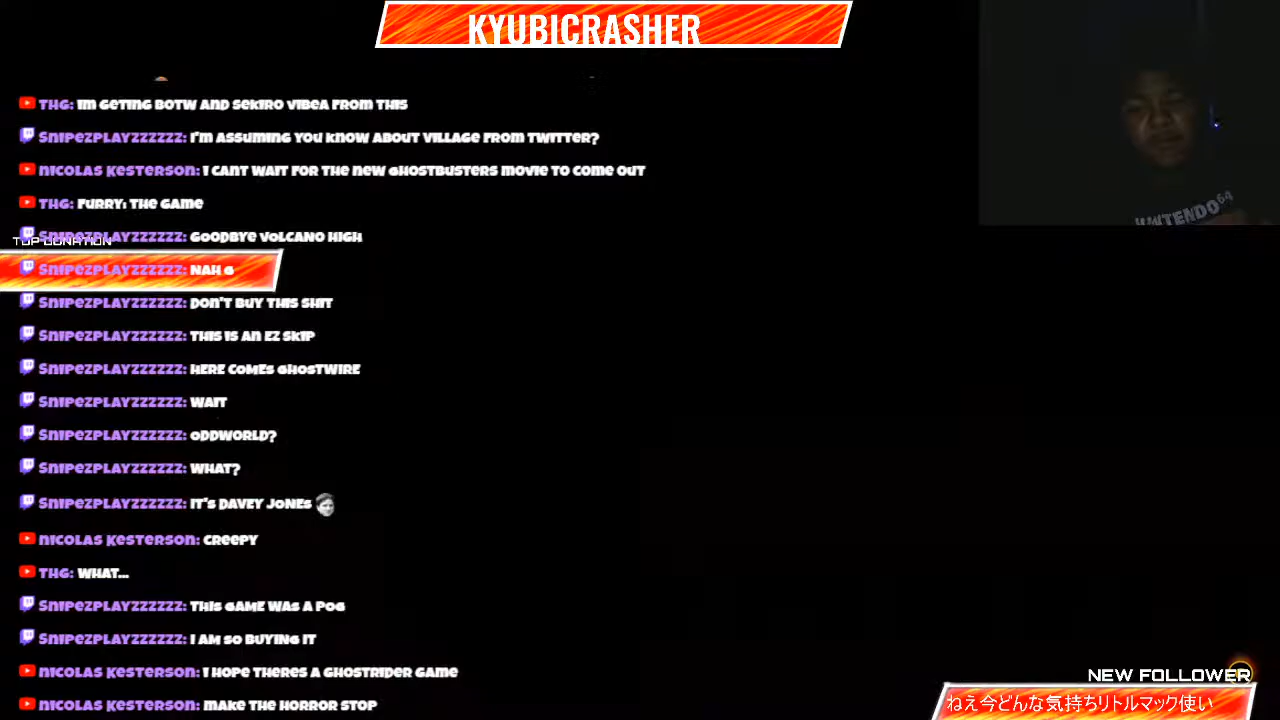 KYUBICRASHER
THG: IM GETING BOTW AND SEKIRO VIBEA FROM THIS
SNIPEZPLAYZZZZZZ: I'M ASSUMING YOU KNOW ABOUT VILLAGE FROM TWITTER?
NICOLAS KESTERSON: I CANT WAIT FOR THE NEW GHOSTBUSTERS MOVIE TO COME OUT
THG: FURRY: THE GAME
SNIPEZPLAYZZZZZZ: GOODBYE VOLCANO HIGH
TOP DONATION
SNIPEZPLAYZZZZZZ: NAH G
SNIPEZPLAYZZZZZZ: DON'T BUY THIS SHIT
SNIPEZPLAYZZZZZZ: THIS IS AN EZ SKIP
SNIPEZPLAYZZZZZZ: HERE COMES GHOSTWIRE
SNIPEZPLAYZZZZZZ: WAIT
SNIPEZPLAYZZZZZZ: ODDWORLD?
SNIPEZPLAYZZZZZZ: WHAT?
SNIPEZPLAYZZZZZZ: IT'S DAVEY JONES
NICOLAS KESTERSON: CREEPY
THG: WHAT...
SNIPEZPLAYZZZZZZ: THIS GAME WAS A POG
SNIPEZPLAYZZZZZZ: I AM SO BUYING IT
NICOLAS KESTERSON: I HOPE THERES A GHOSTRIDER GAME
NICOLAS KESTERSON: MAKE THE HORROR STOP
NINTENDO64
NEW FOLLOWER
ねえ今どんな気持ちリトルマック使い